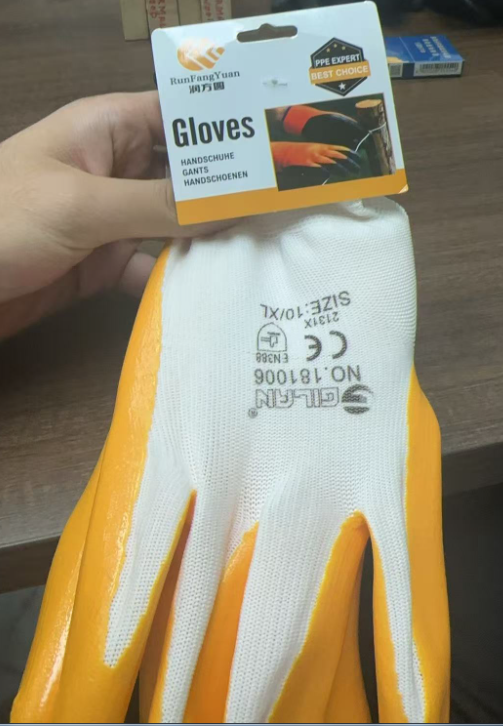 RunFangYuan
润方圆
PPE EXPERT
BEST CHOICE
Gloves
HANDSCHUHE
GANTS
HANDSCHOENEN
GILAN®
NO.181006
EN388
CE
2131X
SIZE:10/XL